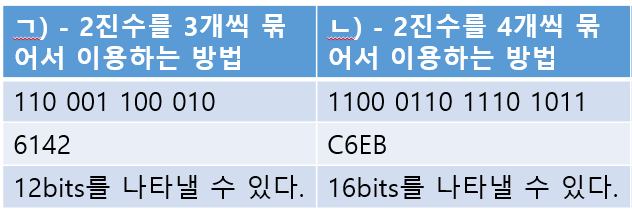 ㄱ) - 2진수를 3개씩 묶
어서 이용하는 방법
ㄴ) - 2진수를 4개씩 묶
어서 이용하는 방법
110 001 100 010
1100 0110 1110 1011
6142
C6EB
12bits를 나타낼 수 있다.
16bits를 나타낼 수 있다.